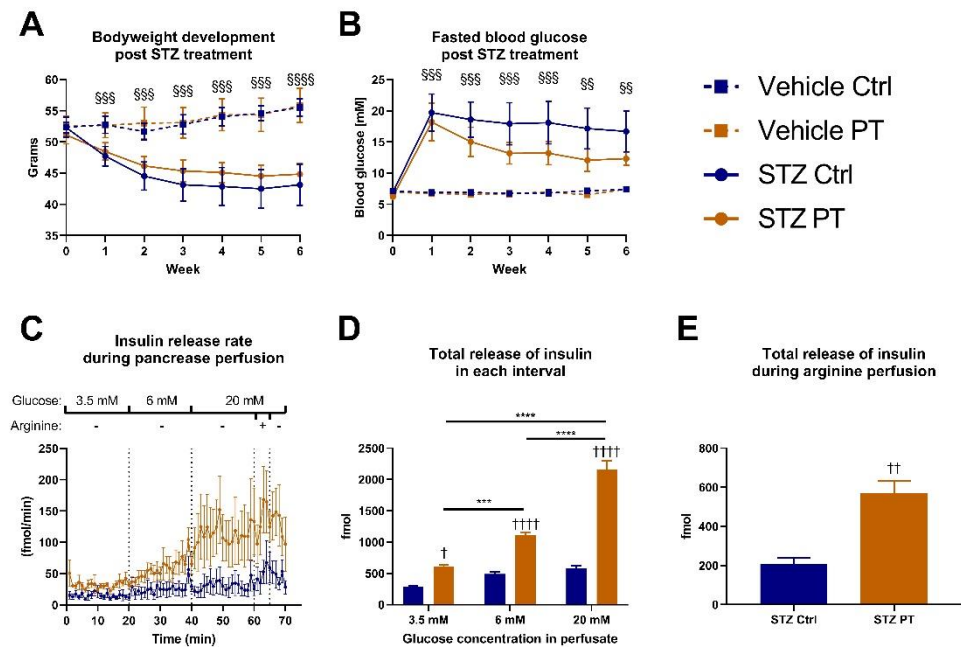 A
Bodyweight development
post STZ treatment
§§§ §§§ §§§ §§§ §§§ §§§§
60
55
50
45
40
35
Grams
0 1 2 3 4 5 6
Week
B
Fasted blood glucose
post STZ treatment
§§§ §§§ §§§ §§§ §§ §§
25
20
15
10
5
0
Blood glucose [mM]
0 1 2 3 4 5 6
Week
Vehicle Ctrl
Vehicle PT
STZ Ctrl
STZ PT
C
Insulin release rate
during pancrease perfusion
Glucose: 3.5 mM 6 mM 20 mM
Arginine: - - - + -
250
200
150
100
50
0
(fmol/min)
0 10 20 30 40 50 60 70
Time (min)
D
Total release of insulin
in each interval
****
****
***
† †††† ††††
2500
2000
1500
1000
500
0
fmol
3.5 mM 6 mM 20 mM
Glucose concentration in perfusate
E
Total release of insulin
during arginine perfusion
††
800
600
400
200
0
fmol
STZ Ctrl STZ PT